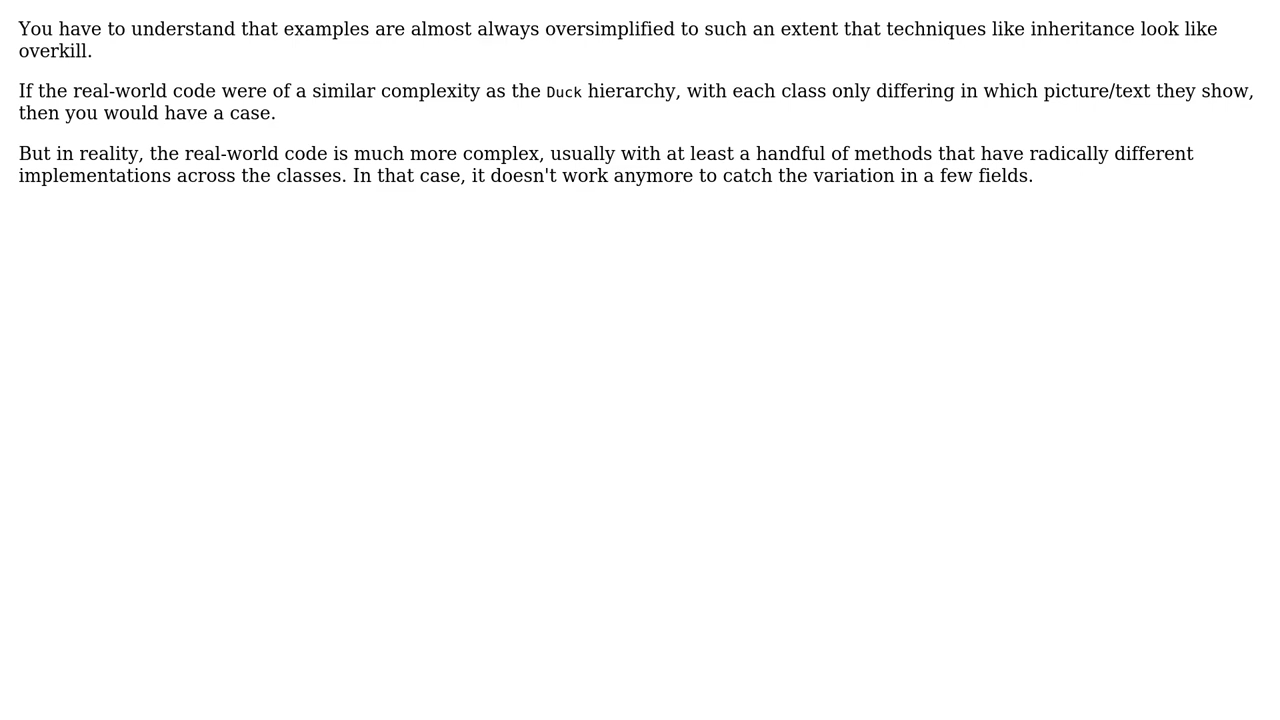 You have to understand that examples are almost always oversimplified to such an extent that techniques like inheritance look like
overkill.
If the real-world code were of a similar complexity as the Duck hierarchy, with each class only differing in which picture/text they show,
then you would have a case.
But in reality, the real-world code is much more complex, usually with at least a handful of methods that have radically different
implementations across the classes. In that case, it doesn't work anymore to catch the variation in a few fields.